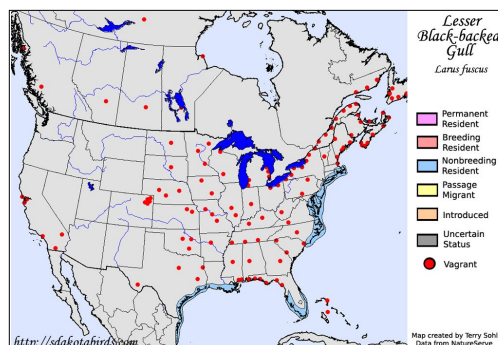 Lesser
Black-backed
Gull
Larus fuscus
Permanent
Resident
Breeding
Resident
Nonbreeding
Resident
Passage
Migrant
Introduced
Uncertain
Status
Vagrant
http://sdakotabirds.com
Map created by Terry Sohl
Data from NatureServe